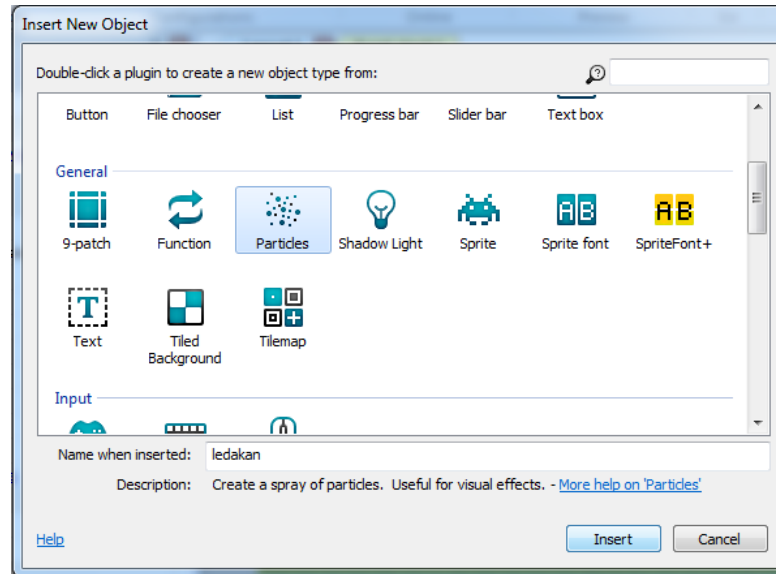 Insert New Object
Double-click a plugin to create a new object type from:
Button File chooser List Progress bar Slider bar Text box
General
9-patch Function Particles Shadow Light Sprite Sprite font SpriteFont+
Text Tiled Background Tilemap
Input
Name when inserted: ledakan
Description: Create a spray of particles. Useful for visual effects. - More help on 'Particles'
Help Insert Cancel